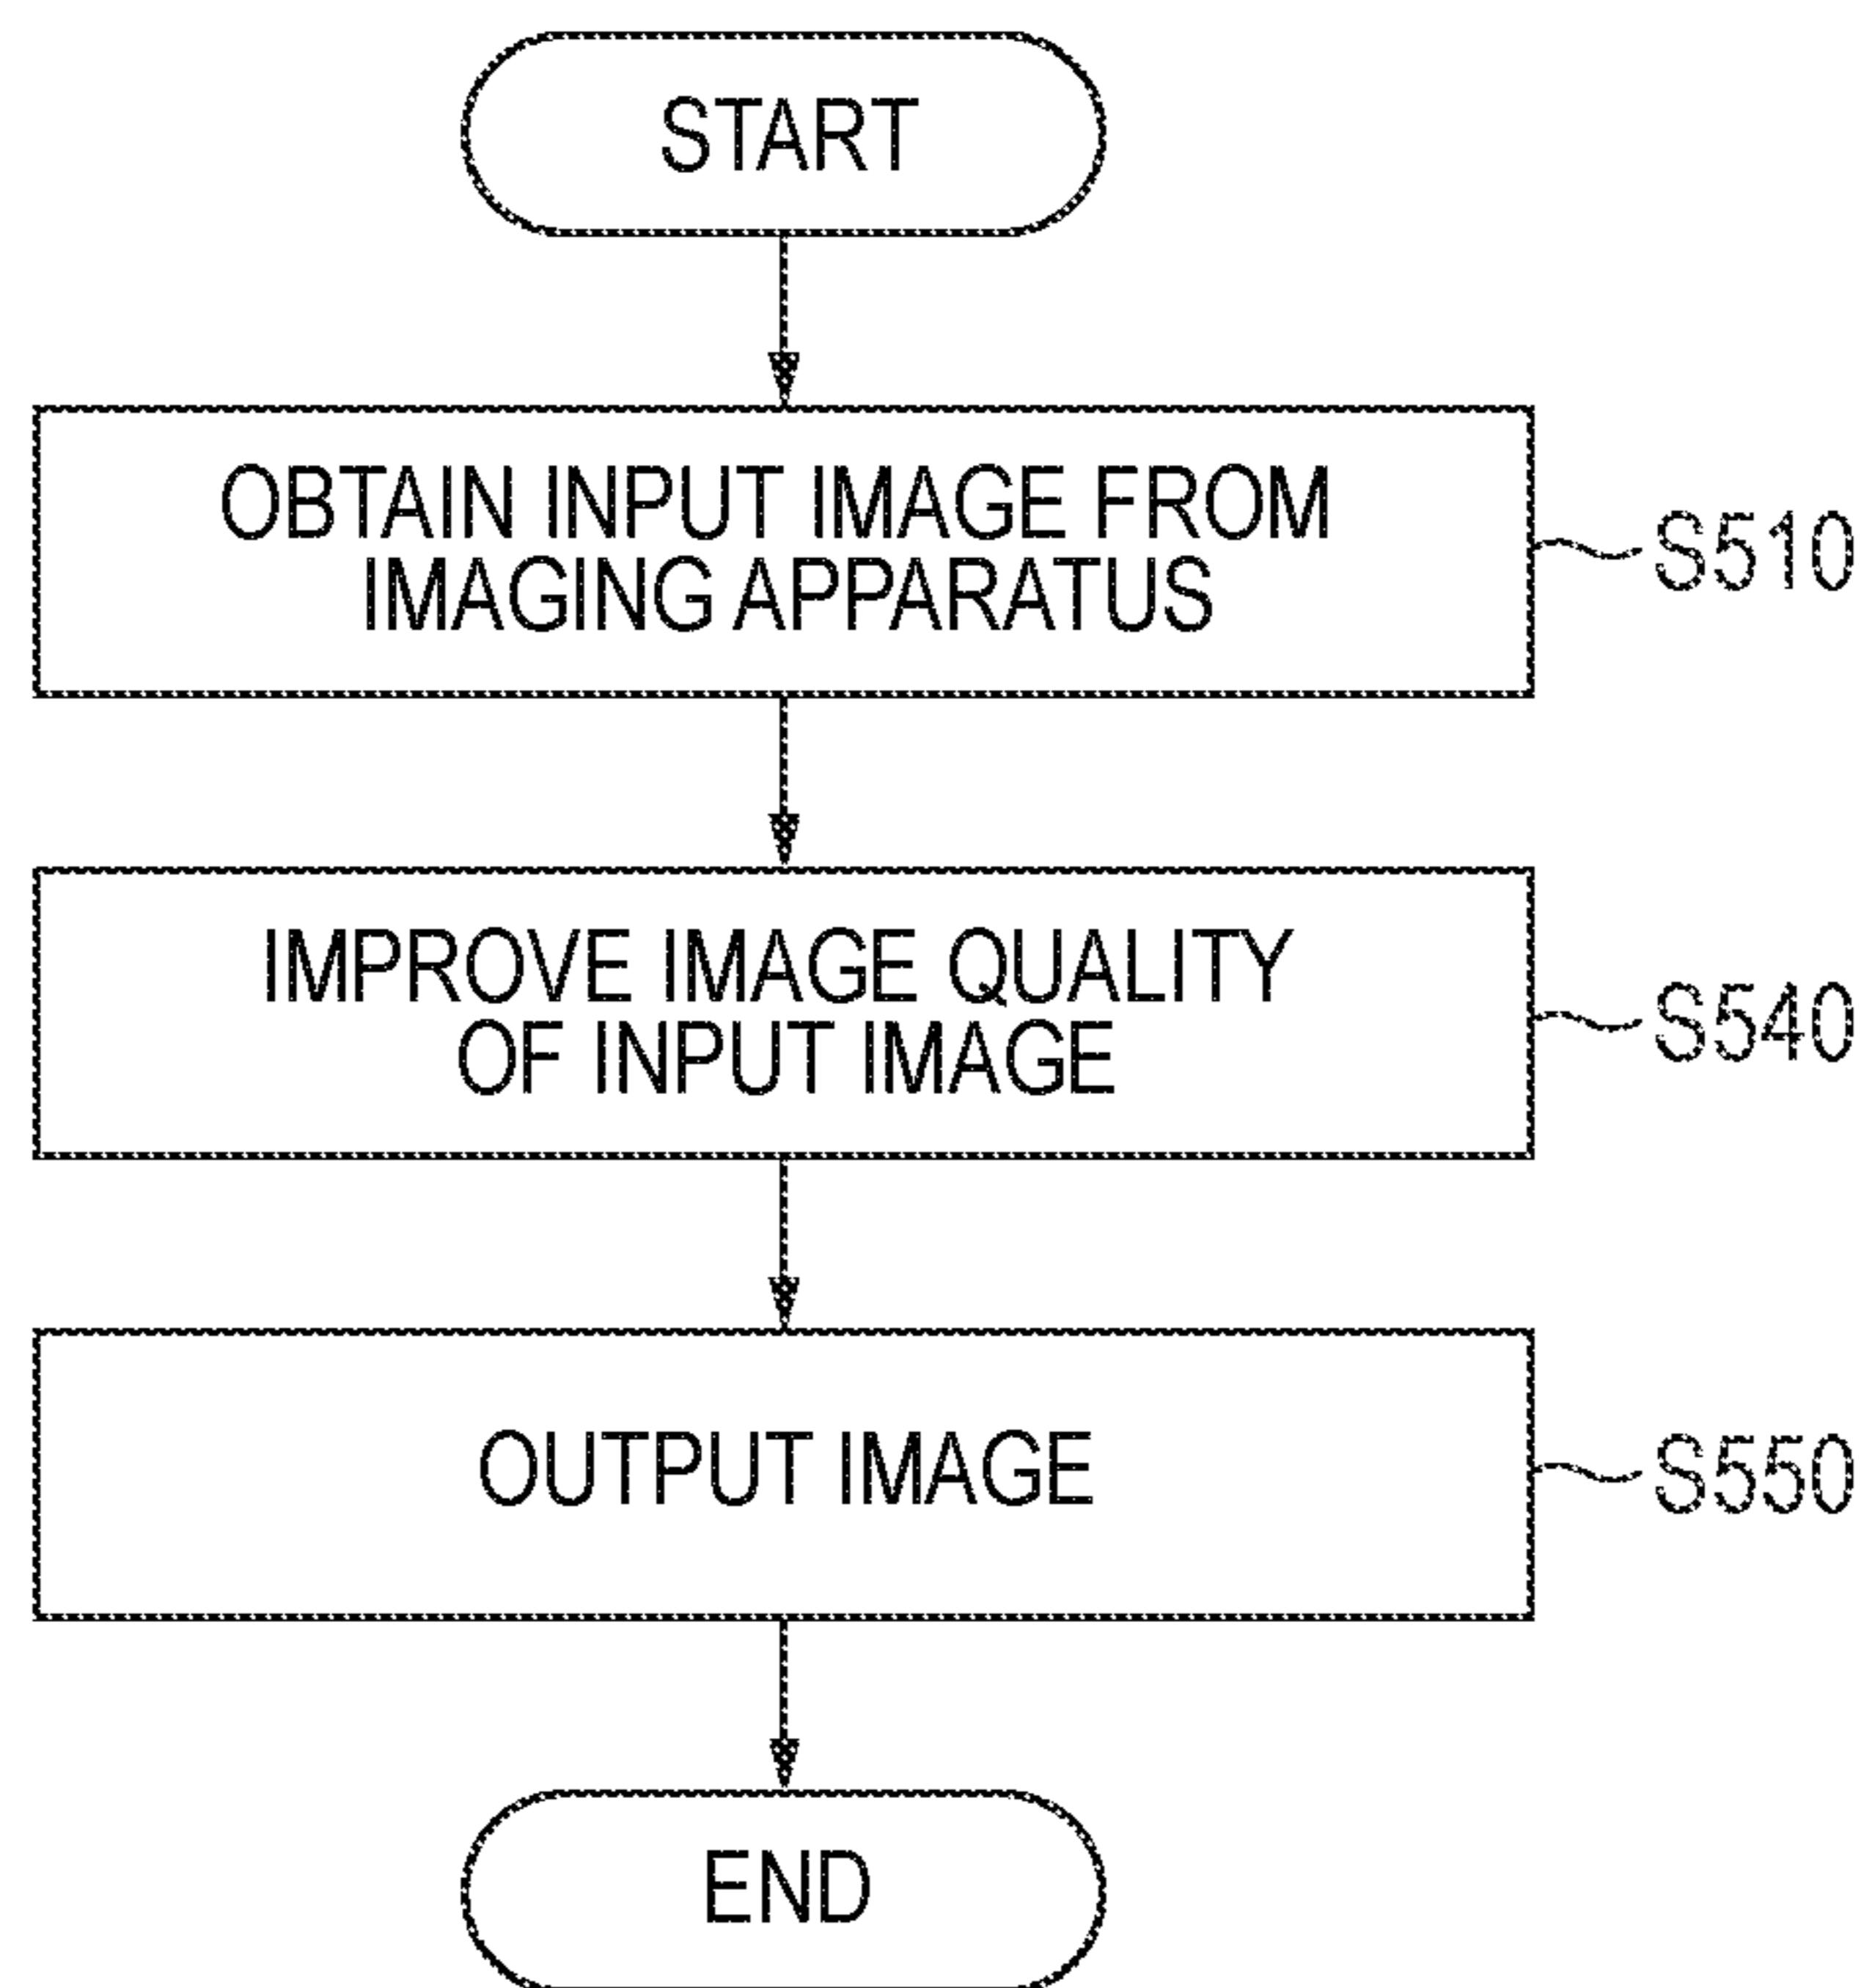 START
OBTAIN INPUT IMAGE FROM
IMAGING APPARATUS
S510
IMPROVE IMAGE QUALITY
OF INPUT IMAGE
S540
OUTPUT IMAGE
S550
END